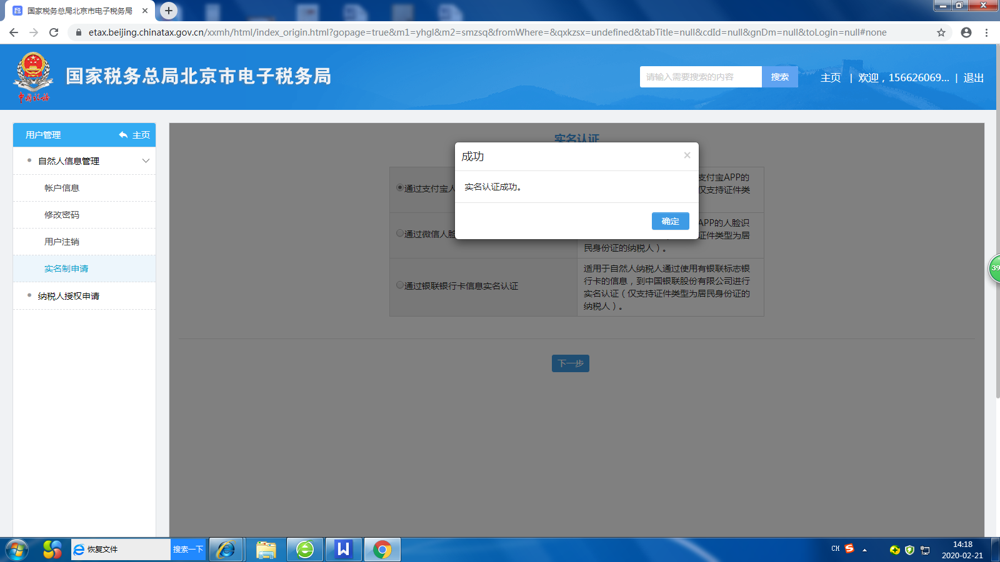 国家税务总局北京市电子税务局
etax.beijing.chinatax.gov.cn/xxmh/html/index_origin.html?gopage=true&m1=yhgl&m2=smzsq&fromWhere=&qxkzsx=undefined&tabTitle=null&cdId=null&gnDm=null&toLogin=null#none
国家税务总局北京市电子税务局
请输入需要搜索的内容 搜索 主页 | 欢迎，156626069... | 退出
中国税务
用户管理 主页
自然人信息管理
帐户信息
修改密码
用户注销
实名制申请
纳税人授权申请
实名认证
成功 ×
实名认证成功。
确定
通过支付宝人
支付宝APP的
仅支持证件类
通过微信人脸
APP的人脸识
证件类型为居
民身份证的纳税人）。
通过银联银行卡信息实名认证
适用于自然人纳税人通过使用有银联标志银
行卡的信息，到中国银联股份有限公司进行
实名认证（仅支持证件类型为居民身份证的
纳税人）。
下一步
39
恢复文件 搜索一下
CH
14:18
2020-02-21